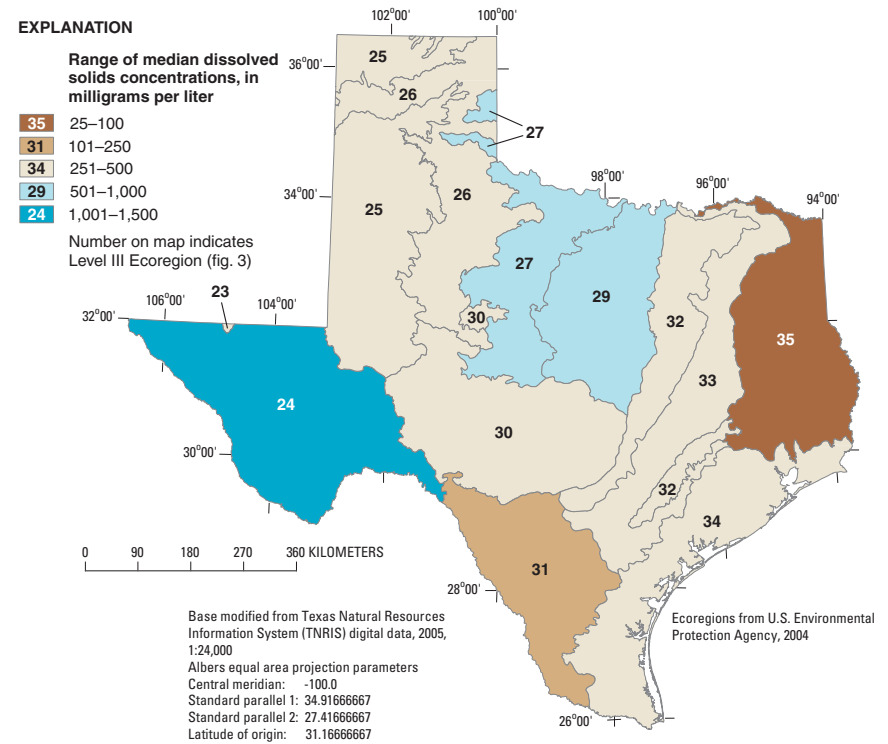 EXPLANATION
Range of median dissolved
solids concentrations, in
milligrams per liter
35 25–100
31 101–250
34 251–500
29 501–1,000
24 1,001–1,500
Number on map indicates
Level III Ecoregion (fig. 3)
102°00'
100°00'
36°00'
25
26
27
98°00'
96°00'
94°00'
34°00'
25
26
27
29
32
106°00'
23
104°00'
32°00'
30
35
33
24
30
30°00'
32
34
0 90 180 270 360 KILOMETERS
31
28°00'
26°00'
Base modified from Texas Natural Resources
Information System (TNRIS) digital data, 2005,
1:24,000
Albers equal area projection parameters
Central meridian: -100.0
Standard parallel 1: 34.91666667
Standard parallel 2: 27.41666667
Latitude of origin: 31.16666667
Ecoregions from U.S. Environmental
Protection Agency, 2004